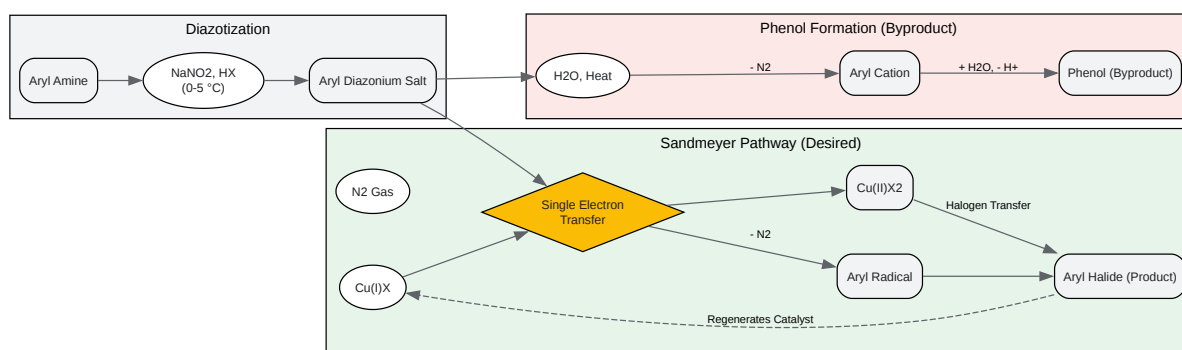 Diazotization
Aryl Amine
NaNO2, HX
(0-5 °C)
Aryl Diazonium Salt
Phenol Formation (Byproduct)
H2O, Heat
- N2
Aryl Cation
+ H2O, - H+
Phenol (Byproduct)
Sandmeyer Pathway (Desired)
N2 Gas
Single Electron
Transfer
Cu(II)X2
Halogen Transfer
- N2
Cu(I)X
Aryl Radical
Aryl Halide (Product)
Regenerates Catalyst